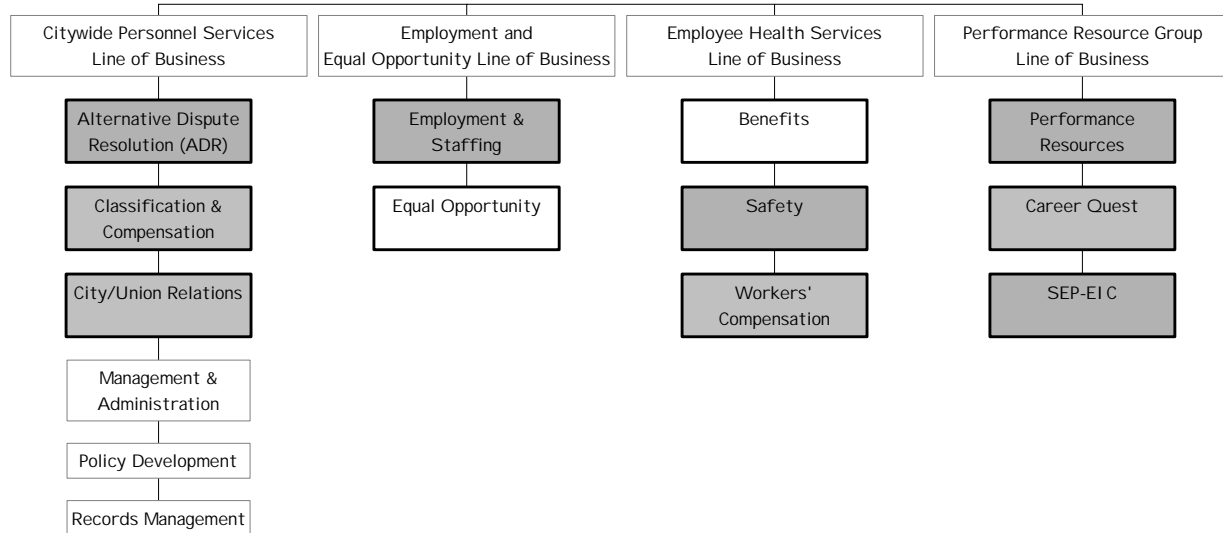 Citywide Personnel Services
Line of Business
Employment and
Equal Opportunity Line of Business
Employee Health Services
Line of Business
Performance Resource Group
Line of Business
Alternative Dispute
Resolution (ADR)
Classification &
Compensation
City/Union Relations
Management &
Administration
Policy Development
Records Management
Employment &
Staffing
Equal Opportunity
Benefits
Safety
Workers'
Compensation
Performance
Resources
Career Quest
SEP-EIC